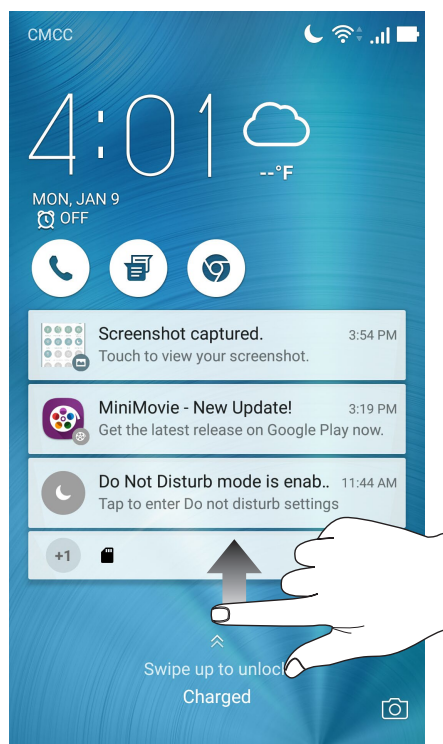 CMCC
4:01
--°F
MON, JAN 9
OFF
Screenshot captured. 3:54 PM
Touch to view your screenshot.
MiniMovie - New Update! 3:19 PM
Get the latest release on Google Play now.
Do Not Disturb mode is enab.. 11:44 AM
Tap to enter Do not disturb settings
+1
Swipe up to unlock
Charged